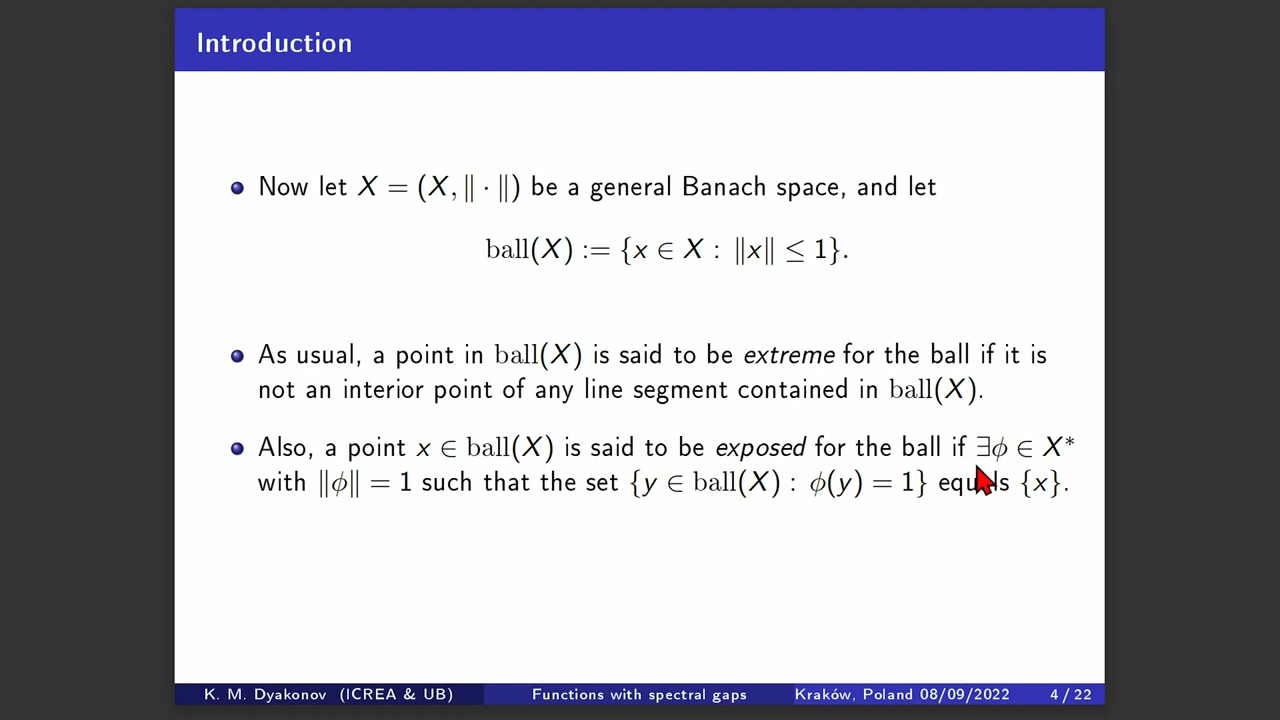 Introduction
Now let X = (X, ‖ · ‖) be a general Banach space, and let
ball(X) := {x ∈ X : ‖x‖ ≤ 1}.
As usual, a point in ball(X) is said to be extreme for the ball if it is
not an interior point of any line segment contained in ball(X).
Also, a point x ∈ ball(X) is said to be exposed for the ball if ∃ϕ ∈ X*
with ‖ϕ‖ = 1 such that the set {y ∈ ball(X) : ϕ(y) = 1} equals {x}.
K. M. Dyakonov (ICREA & UB) Functions with spectral gaps Kraków, Poland 08/09/2022 4 / 22